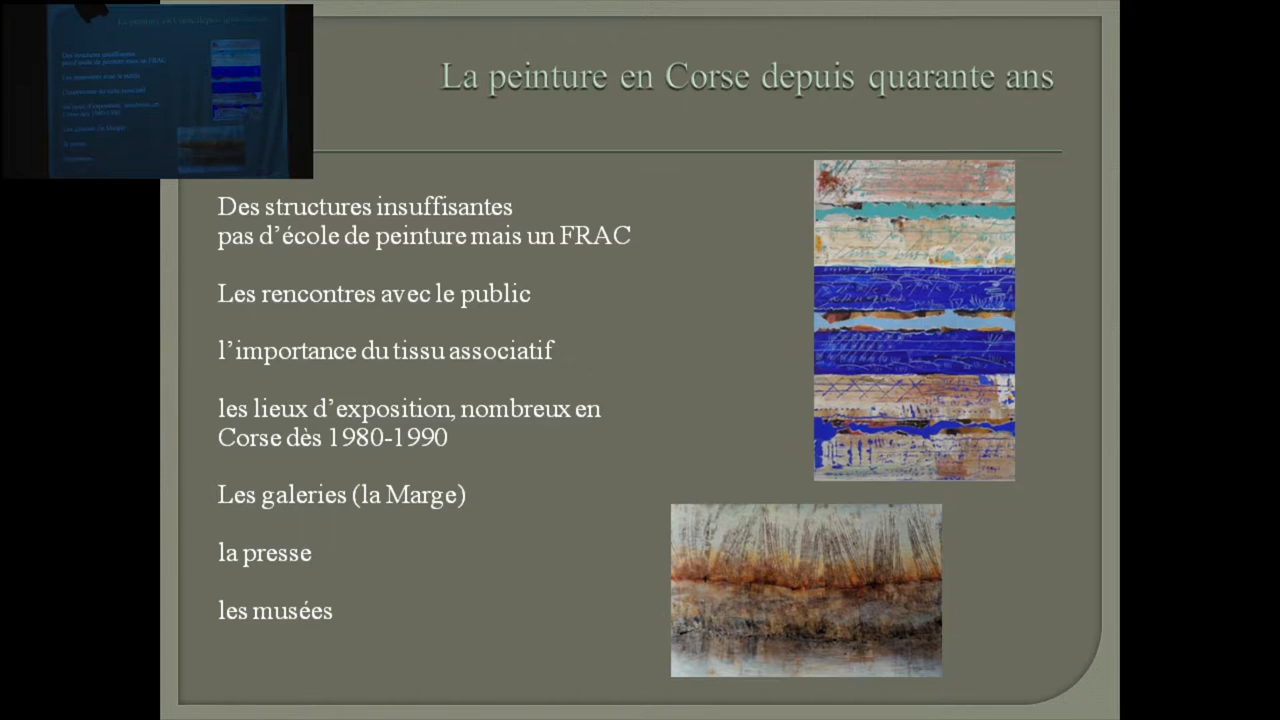 La peinture en Corse depuis quarante ans
Des structures insuffisantes
pas d’école de peinture mais un FRAC
Les rencontres avec le public
l’importance du tissu associatif
les lieux d’exposition, nombreux en
Corse dès 1980-1990
Les galeries (la Marge)
la presse
les musées